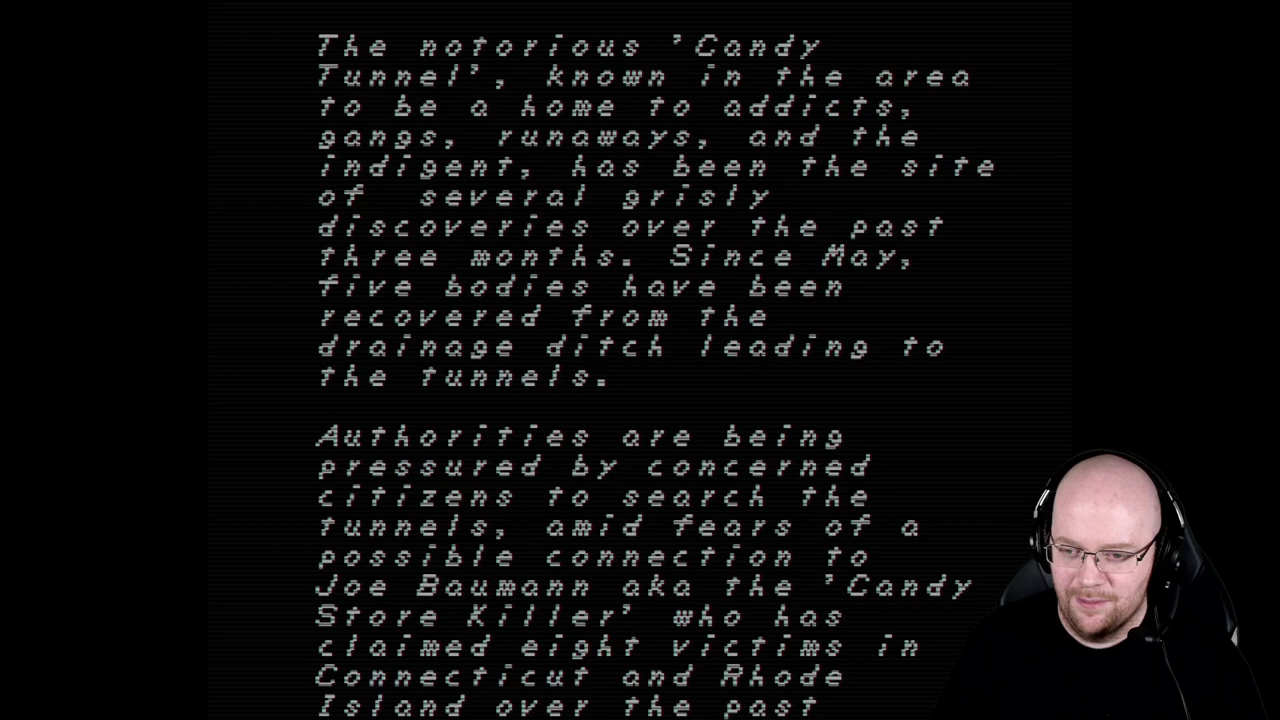 The notorious 'Candy
Tunnel', known in the area
to be a home to addicts,
gangs, runaways, and the
indigent, has been the site
of several grisly
discoveries over the past
three months. Since May,
five bodies have been
recovered from the
drainage ditch leading to
the tunnels.
Authorities are being
pressured by concerned
citizens to search the
tunnels, amid fears of a
possible connection to
Joe Baumann aka the 'Candy
Store Killer' who has
claimed eight victims in
Connecticut and Rhode
Island over the past